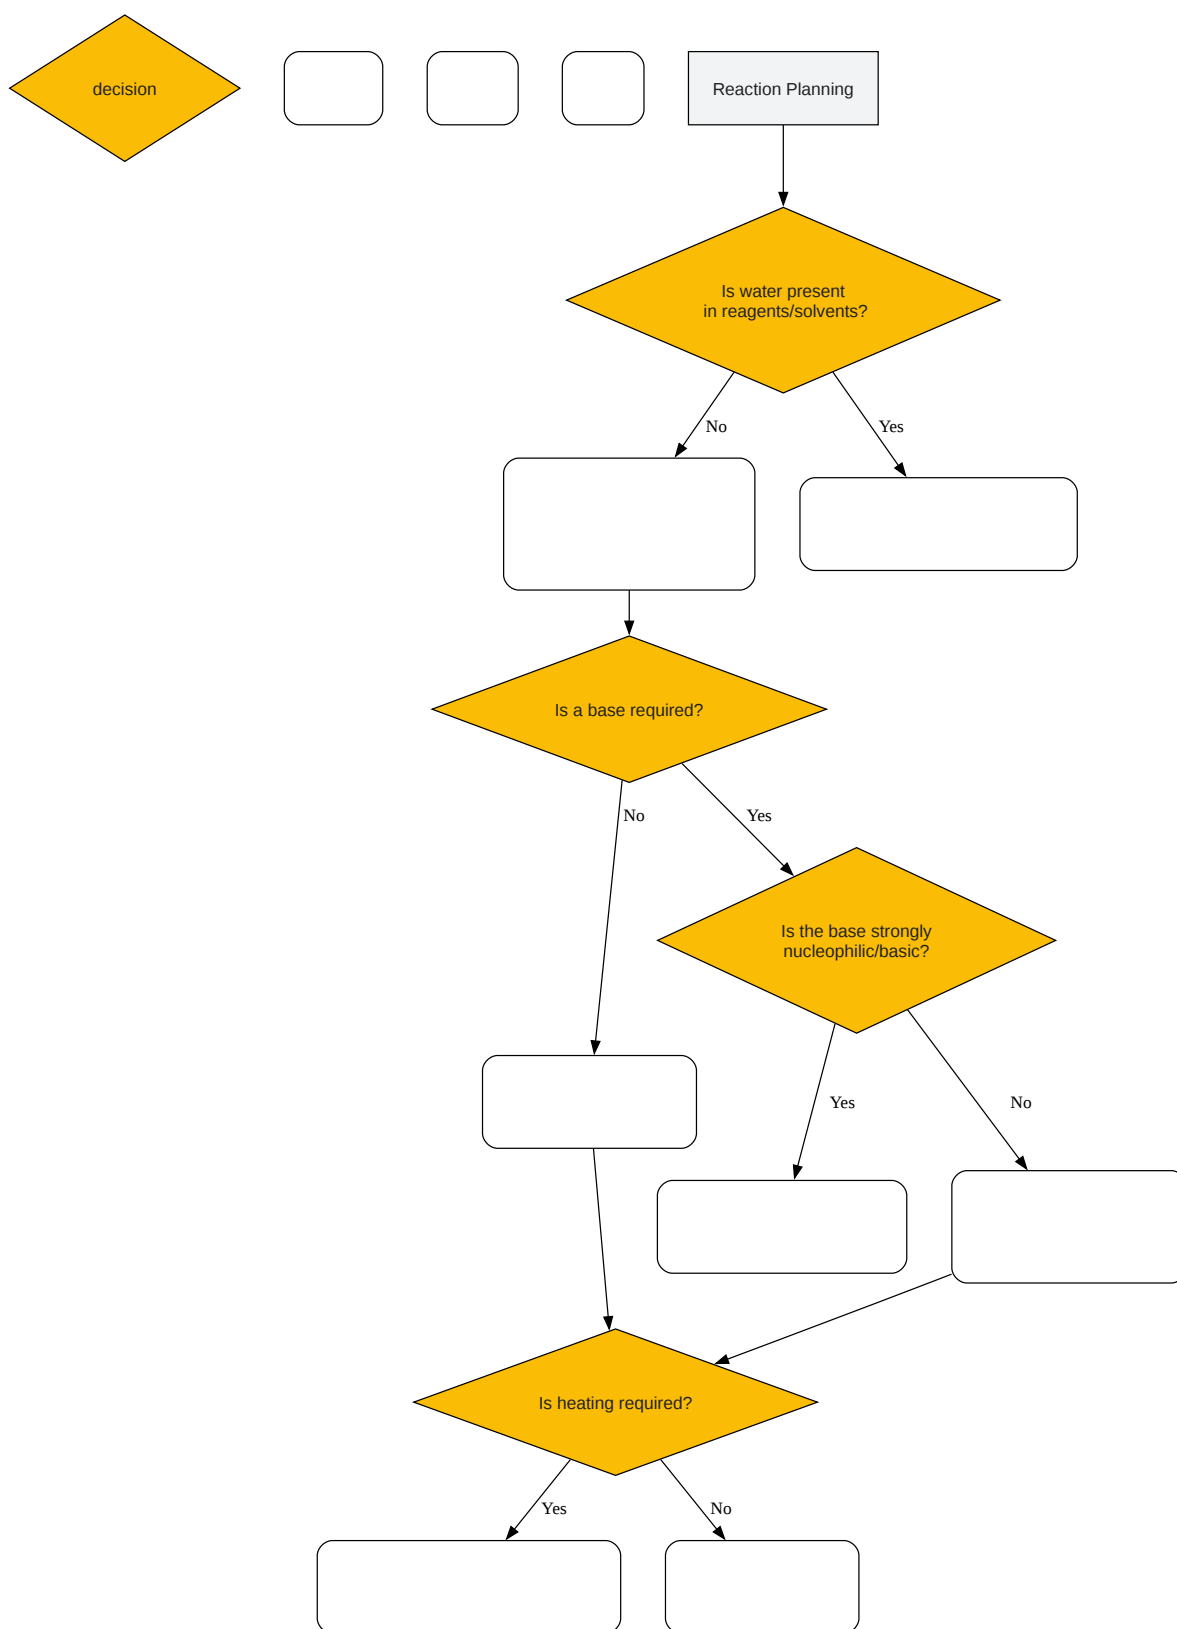 decision
Reaction Planning
Is water present
in reagents/solvents?
No
Yes
Is a base required?
No
Yes
Is the base strongly
nucleophilic/basic?
Yes
No
Is heating required?
Yes
No